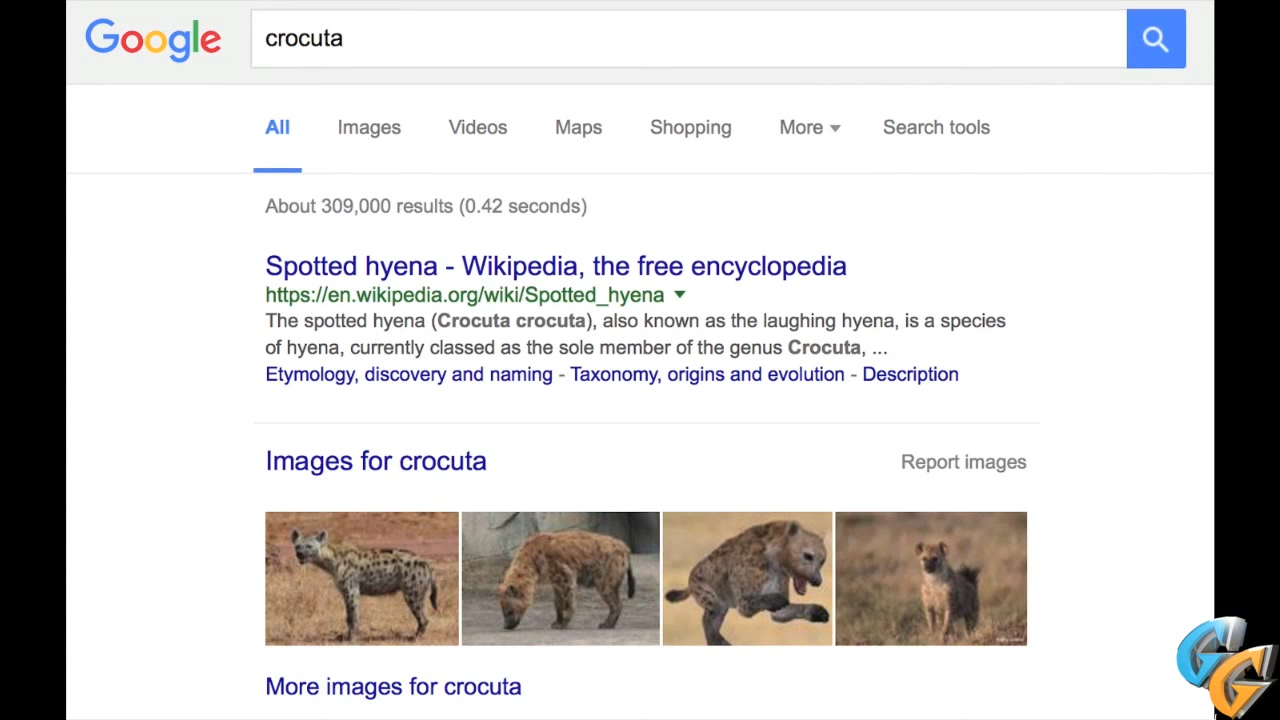 Google
crocuta
All Images Videos Maps Shopping More Search tools
About 309,000 results (0.42 seconds)
Spotted hyena - Wikipedia, the free encyclopedia
https://en.wikipedia.org/wiki/Spotted_hyena
The spotted hyena (Crocuta crocuta), also known as the laughing hyena, is a species
of hyena, currently classed as the sole member of the genus Crocuta, ...
Etymology, discovery and naming - Taxonomy, origins and evolution - Description
Images for crocuta
Report images
More images for crocuta
GG